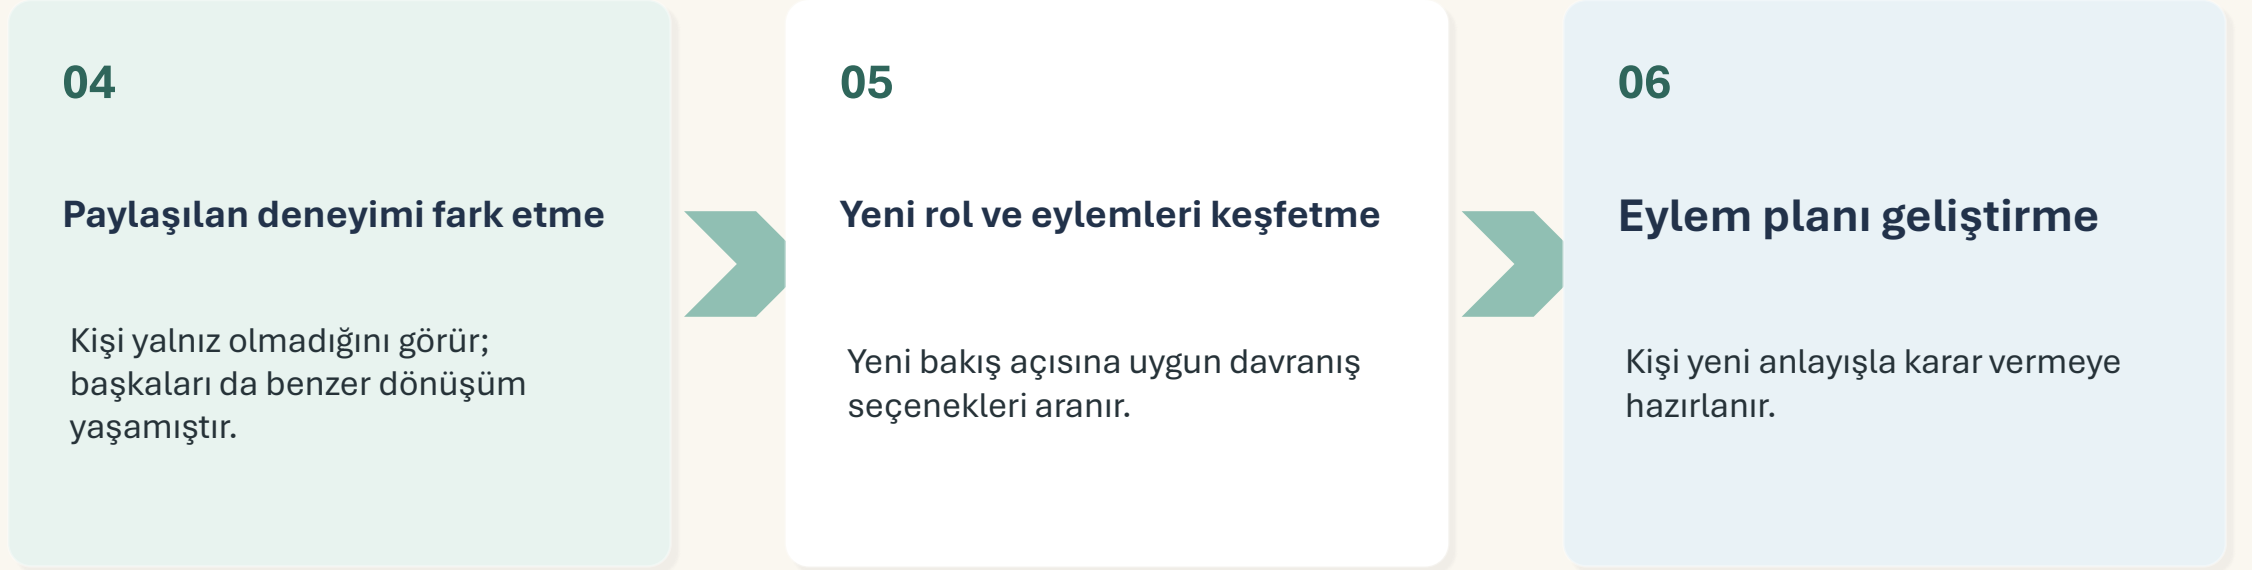 04
Paylaşılan deneyimi fark etme
Kişi yalnız olmadığını görür;
başkaları da benzer dönüşüm
yaşamıştır.
05
Yeni rol ve eylemleri keşfetme
Yeni bakış açısına uygun davranış
seçenekleri aranır.
06
Eylem planı geliştirme
Kişi yeni anlayışla karar vermeye
hazırlanır.